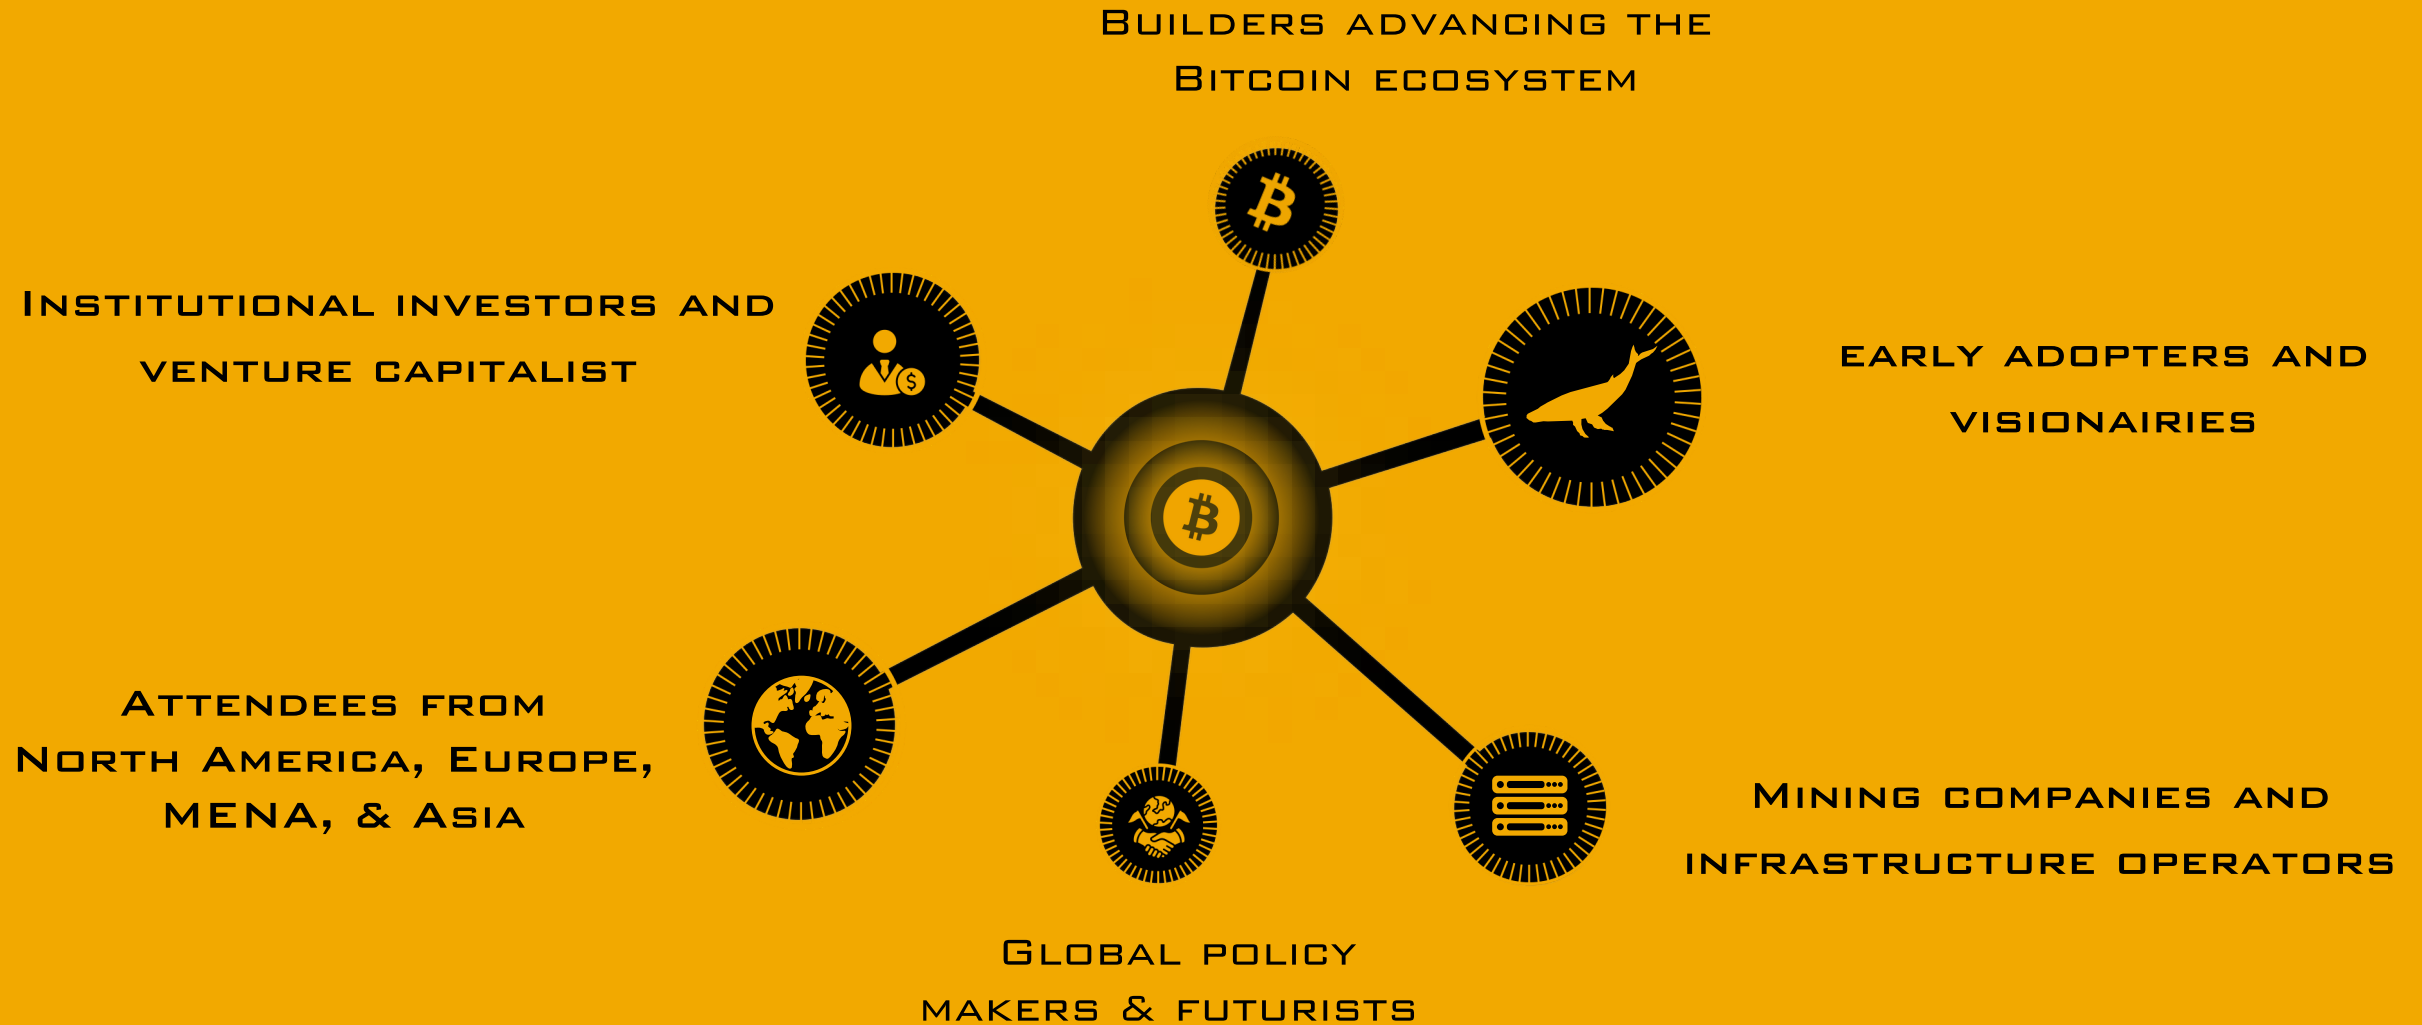 Builders advancing the
Bitcoin ecosystem
Institutional investors and
venture capitalist
early adopters and
visionairies
Attendees from
North America, Europe,
MENA, & Asia
Mining companies and
infrastructure operators
Global policy
makers & futurists